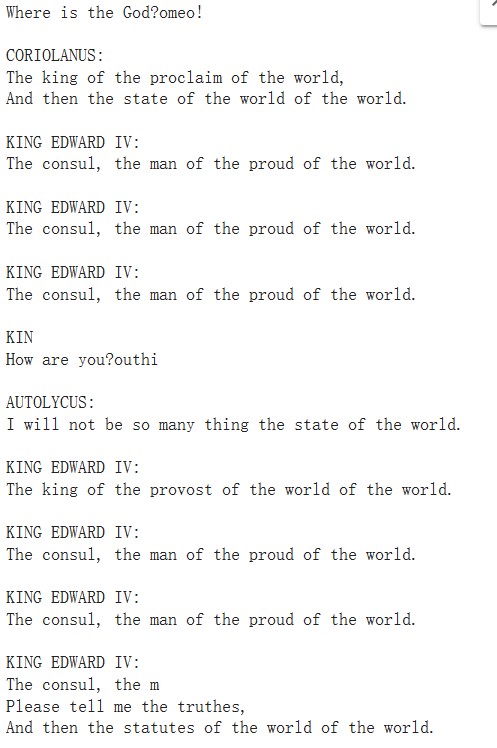 Where is the God?omeo!
CORIOLANUS:
The king of the proclaim of the world,
And then the state of the world of the world.
KING EDWARD IV:
The consul, the man of the proud of the world.
KING EDWARD IV:
The consul, the man of the proud of the world.
KING EDWARD IV:
The consul, the man of the proud of the world.
KIN
How are you?outhi
AUTOLYCUS:
I will not be so many thing the state of the world.
KING EDWARD IV:
The king of the provost of the world of the world.
KING EDWARD IV:
The consul, the man of the proud of the world.
KING EDWARD IV:
The consul, the man of the proud of the world.
KING EDWARD IV:
The consul, the m
Please tell me the truthes,
And then the statutes of the world of the world.